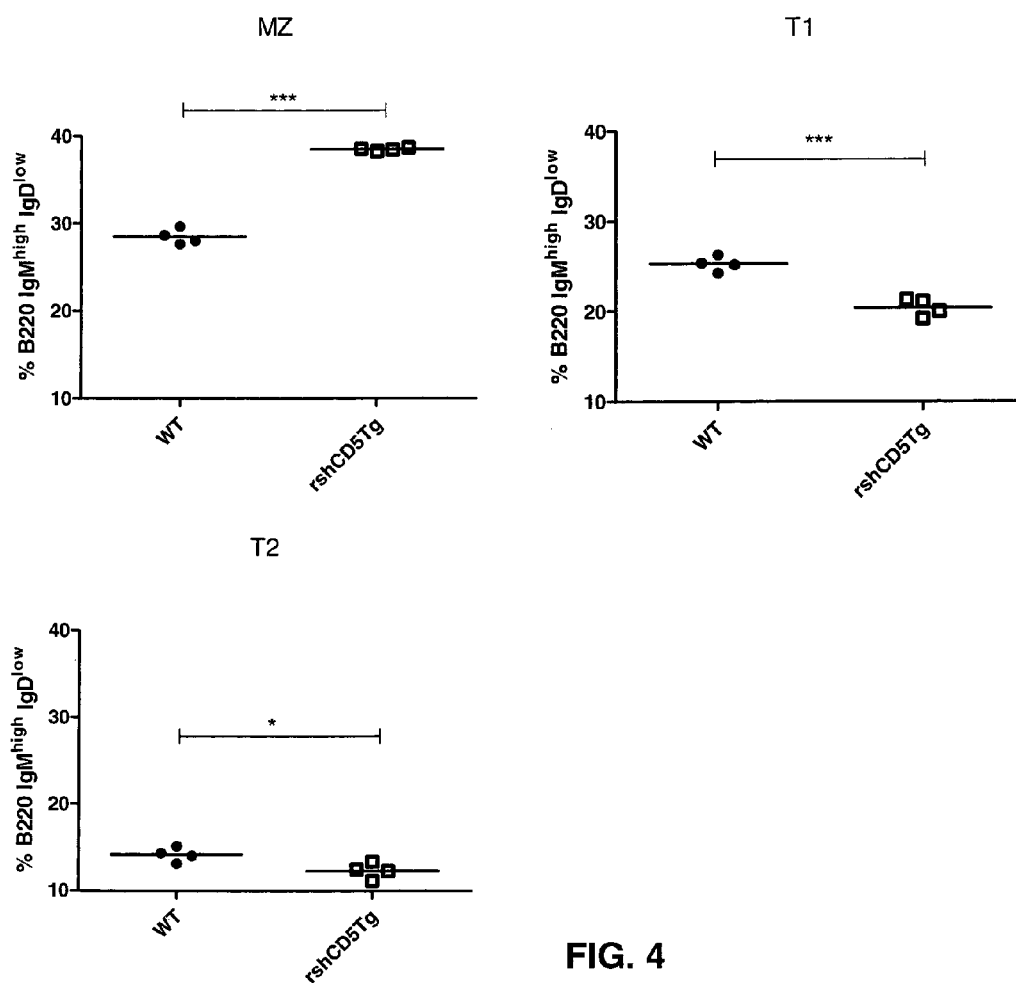 MZ
***
% B220 IgM^high IgD^low
40
30
20
10
WT
rshCD5Tg
T1
***
% B220 IgM^high IgD^low
40
30
20
10
WT
rshCD5Tg
T2
*
% B220 IgM^high IgD^low
40
30
20
10
WT
rshCD5Tg
FIG. 4